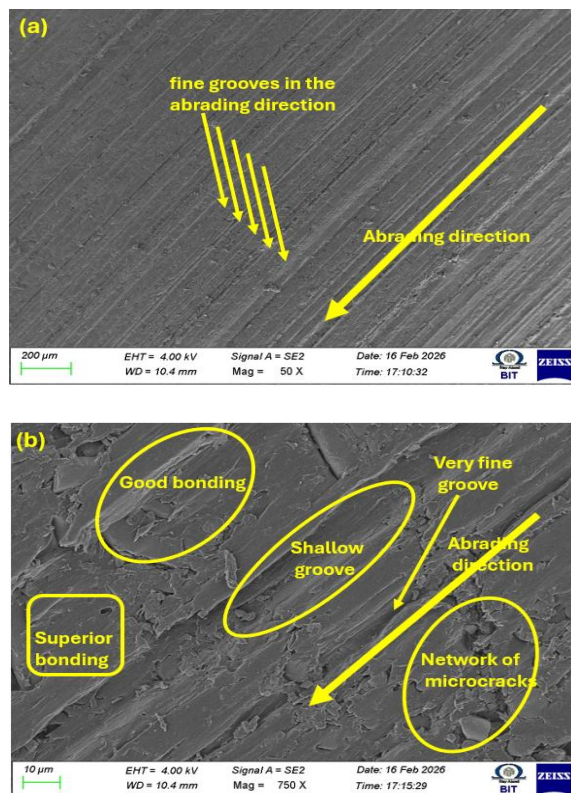 (a)
fine grooves in the
abrading direction
Abrading direction
200 µm
EHT = 4.00 kV
Signal A = SE2
Date: 16 Feb 2026
WD = 10.4 mm
Mag = 50 X
Time: 17:10:32
BIT
ZEISS
(b)
Good bonding
Very fine
groove
Shallow
groove
Abrading
direction
Superior
bonding
Network of
microcracks
10 µm
EHT = 4.00 kV
Signal A = SE2
Date: 16 Feb 2026
WD = 10.4 mm
Mag = 750 X
Time: 17:15:29
BIT
ZEISS